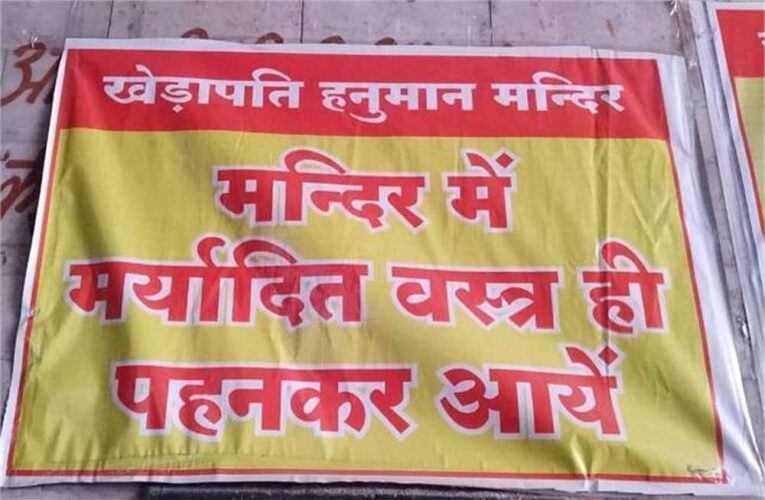 खेड़ापति हनुमान मन्दिर
मन्दिर में
मर्यादित वस्त्र ही
पहनकर आयें